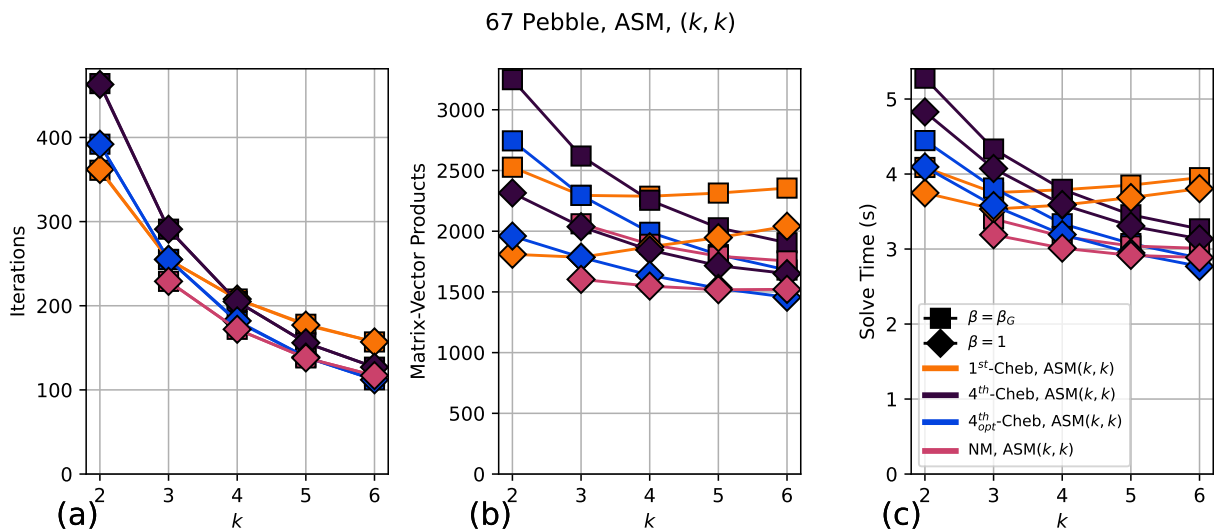 67 Pebble, ASM, (k, k)
Iterations
400
300
200
100
0
2 3 4 5 6
k
(a)
Matrix-Vector Products
3000
2500
2000
1500
1000
500
0
2 3 4 5 6
k
(b)
Solve Time (s)
5
4
3
2
1
0
2 3 4 5 6
k
(c)
β = β_G
β = 1
1^{st}-Cheb, ASM(k, k)
4^{th}-Cheb, ASM(k, k)
4^{th}_{opt}-Cheb, ASM(k, k)
NM, ASM(k, k)